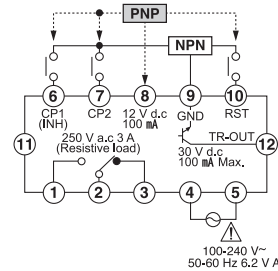 PNP
NPN
6 7 8 9 10
CP1 CP2 12 V d.c GND RST
(INH) 100 mA
250 V a.c 3 A TR-OUT
(Resistive load) 30 V d.c
100 mA Max.
11 12
1 2 3 4 5
100-240 V~
50-60 Hz 6.2 V A